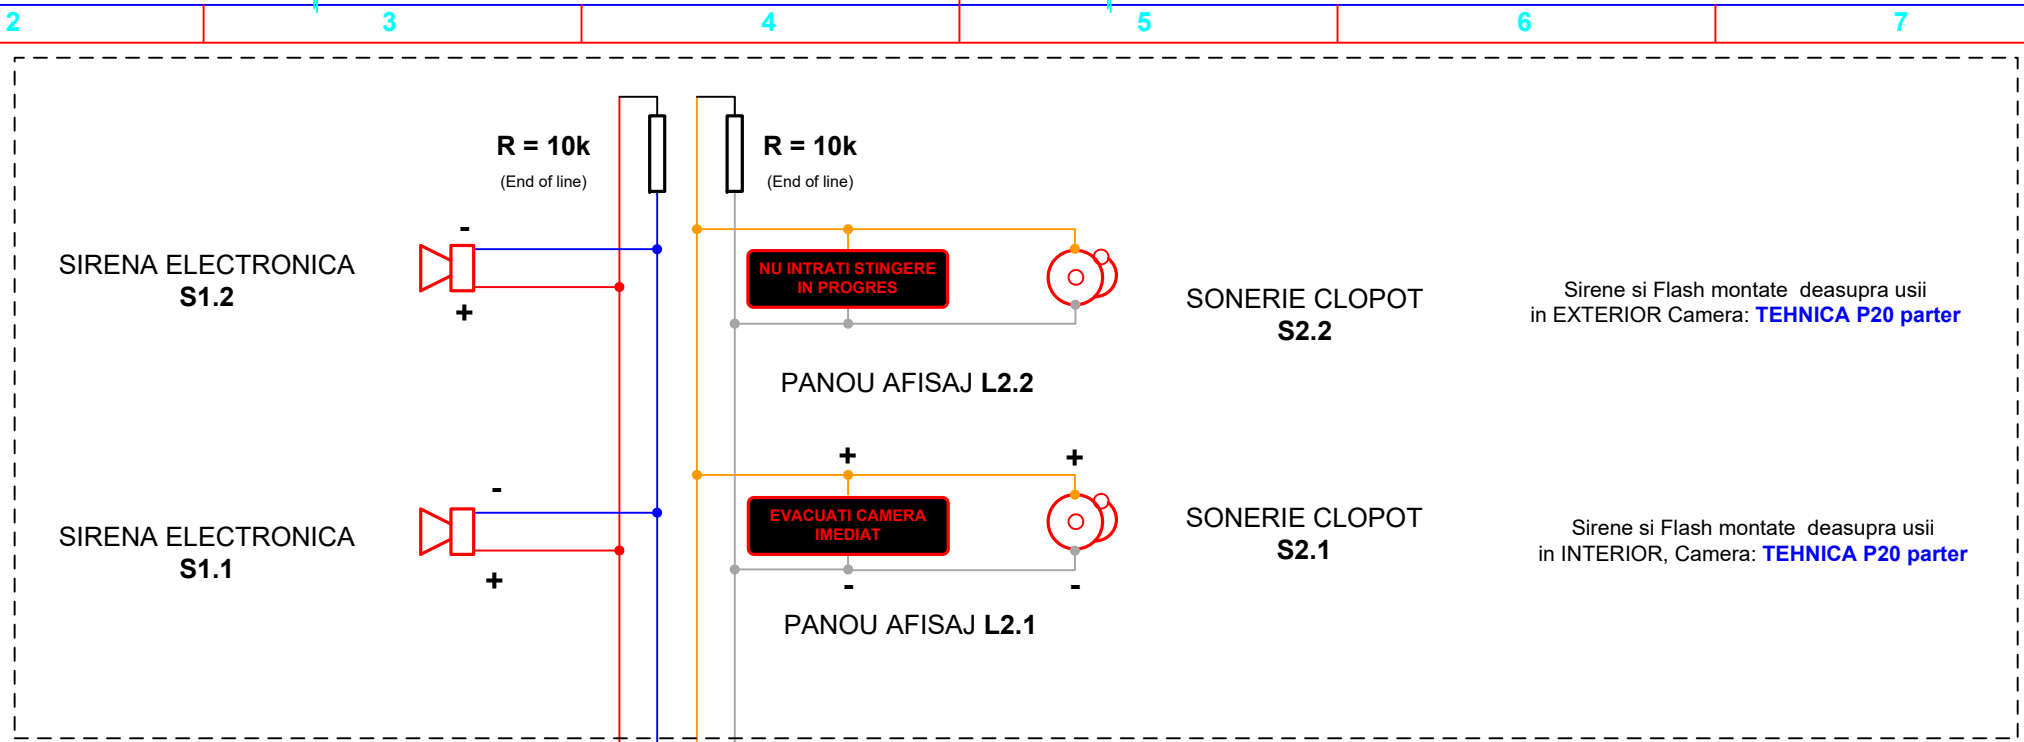 2 3 4 5 6 7
R = 10k
(End of line)
R = 10k
(End of line)
-
SIRENA ELECTRONICA
S1.2
+
NU INTRATI STINGERE
IN PROGRES
SONERIE CLOPOT
S2.2
Sirene si Flash montate deasupra usii
in EXTERIOR Camera: TEHNICA P20 parter
PANOU AFISAJ L2.2
+ +
-
SIRENA ELECTRONICA
S1.1
+
EVACUATI CAMERA
IMEDIAT
- -
SONERIE CLOPOT
S2.1
Sirene si Flash montate deasupra usii
in INTERIOR, Camera: TEHNICA P20 parter
PANOU AFISAJ L2.1